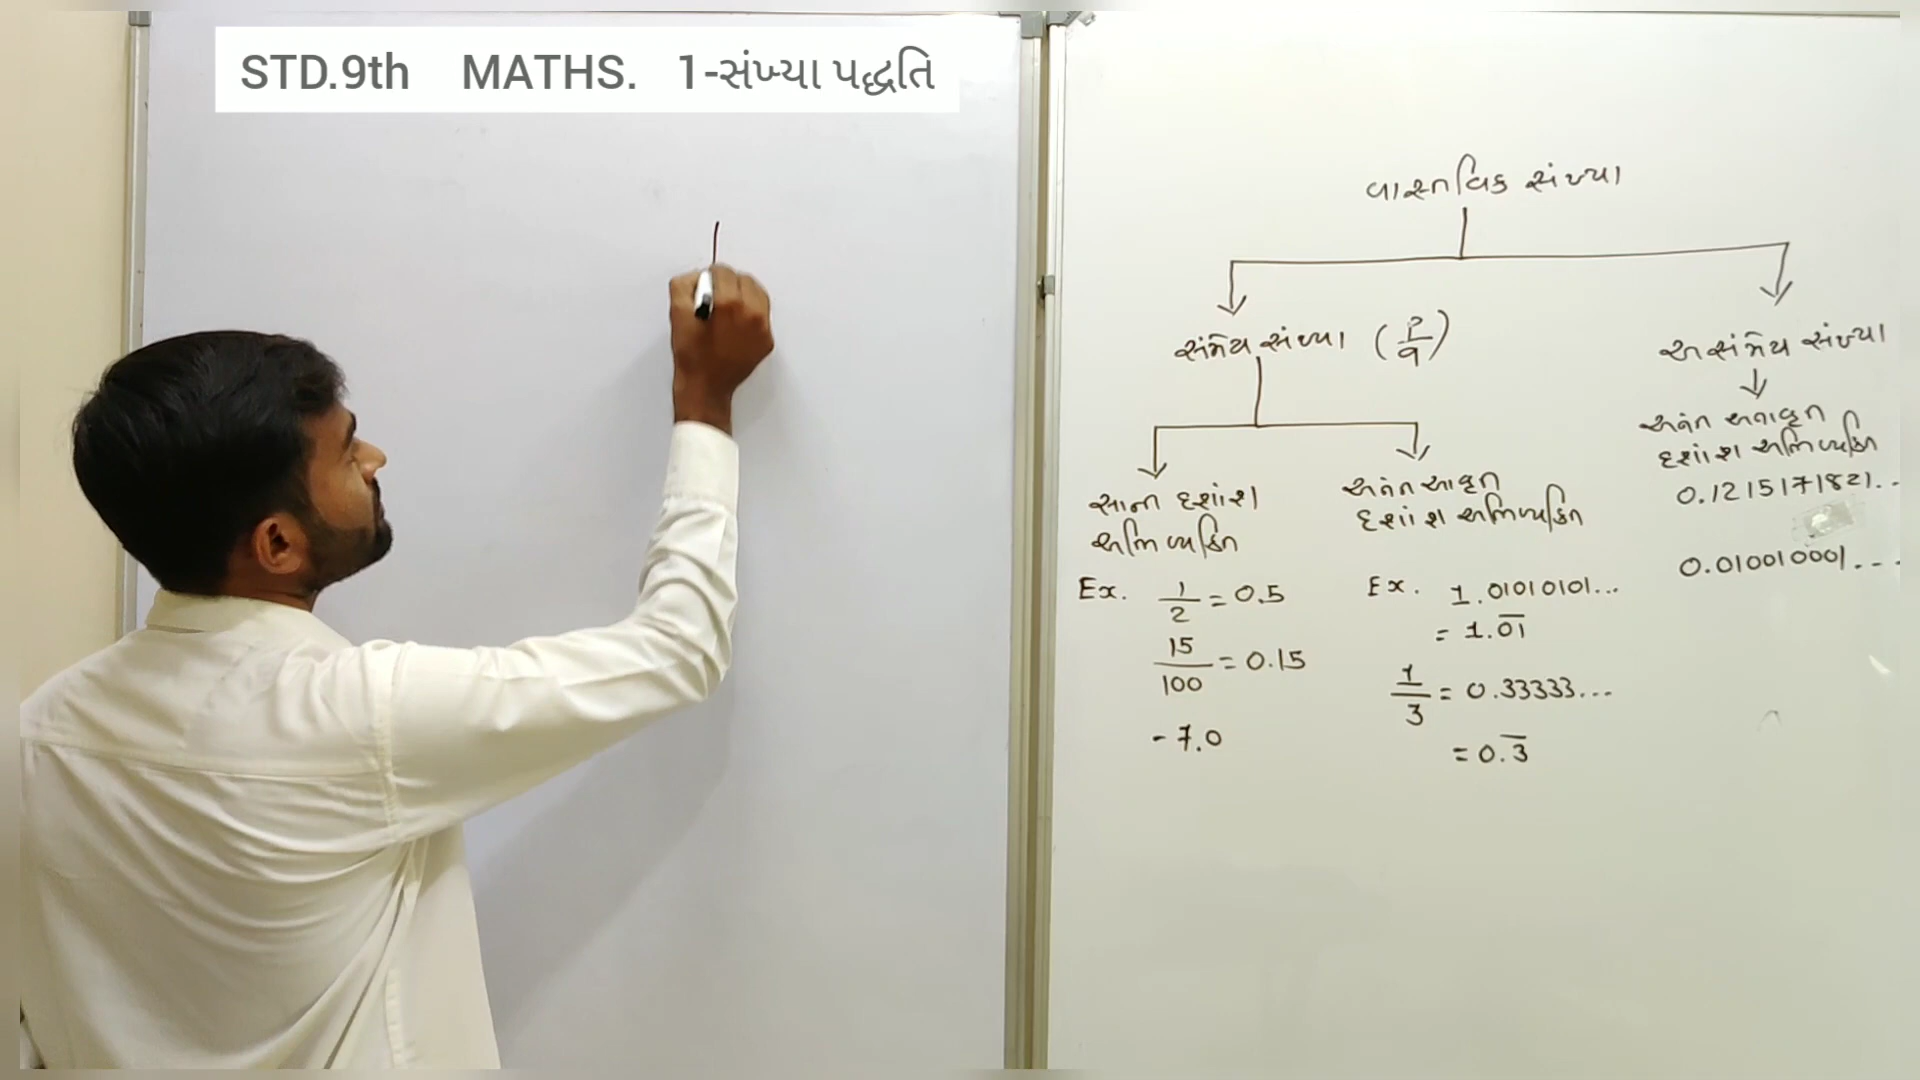 STD.9th MATHS. 1-સંખ્યા પદ્ધતિ
વાસ્તવિક સંખ્યા
સંમેય સંખ્યા (p/q)
અસંમેય સંખ્યા
સાન્ત દશાંશ
અભિવ્યક્તિ
Ex. 1/2 = 0.5
15/100 = 0.15
- 7.0
અનંત આવૃત
દશાંશ અભિવ્યક્તિ
Ex. 1.01010101...
= 1.0̅1̅
1/3 = 0.33333...
= 0.3̅
અનંત અનાવૃત
દશાંશ અભિવ્યક્તિ
0.1215171821..
0.010010001...